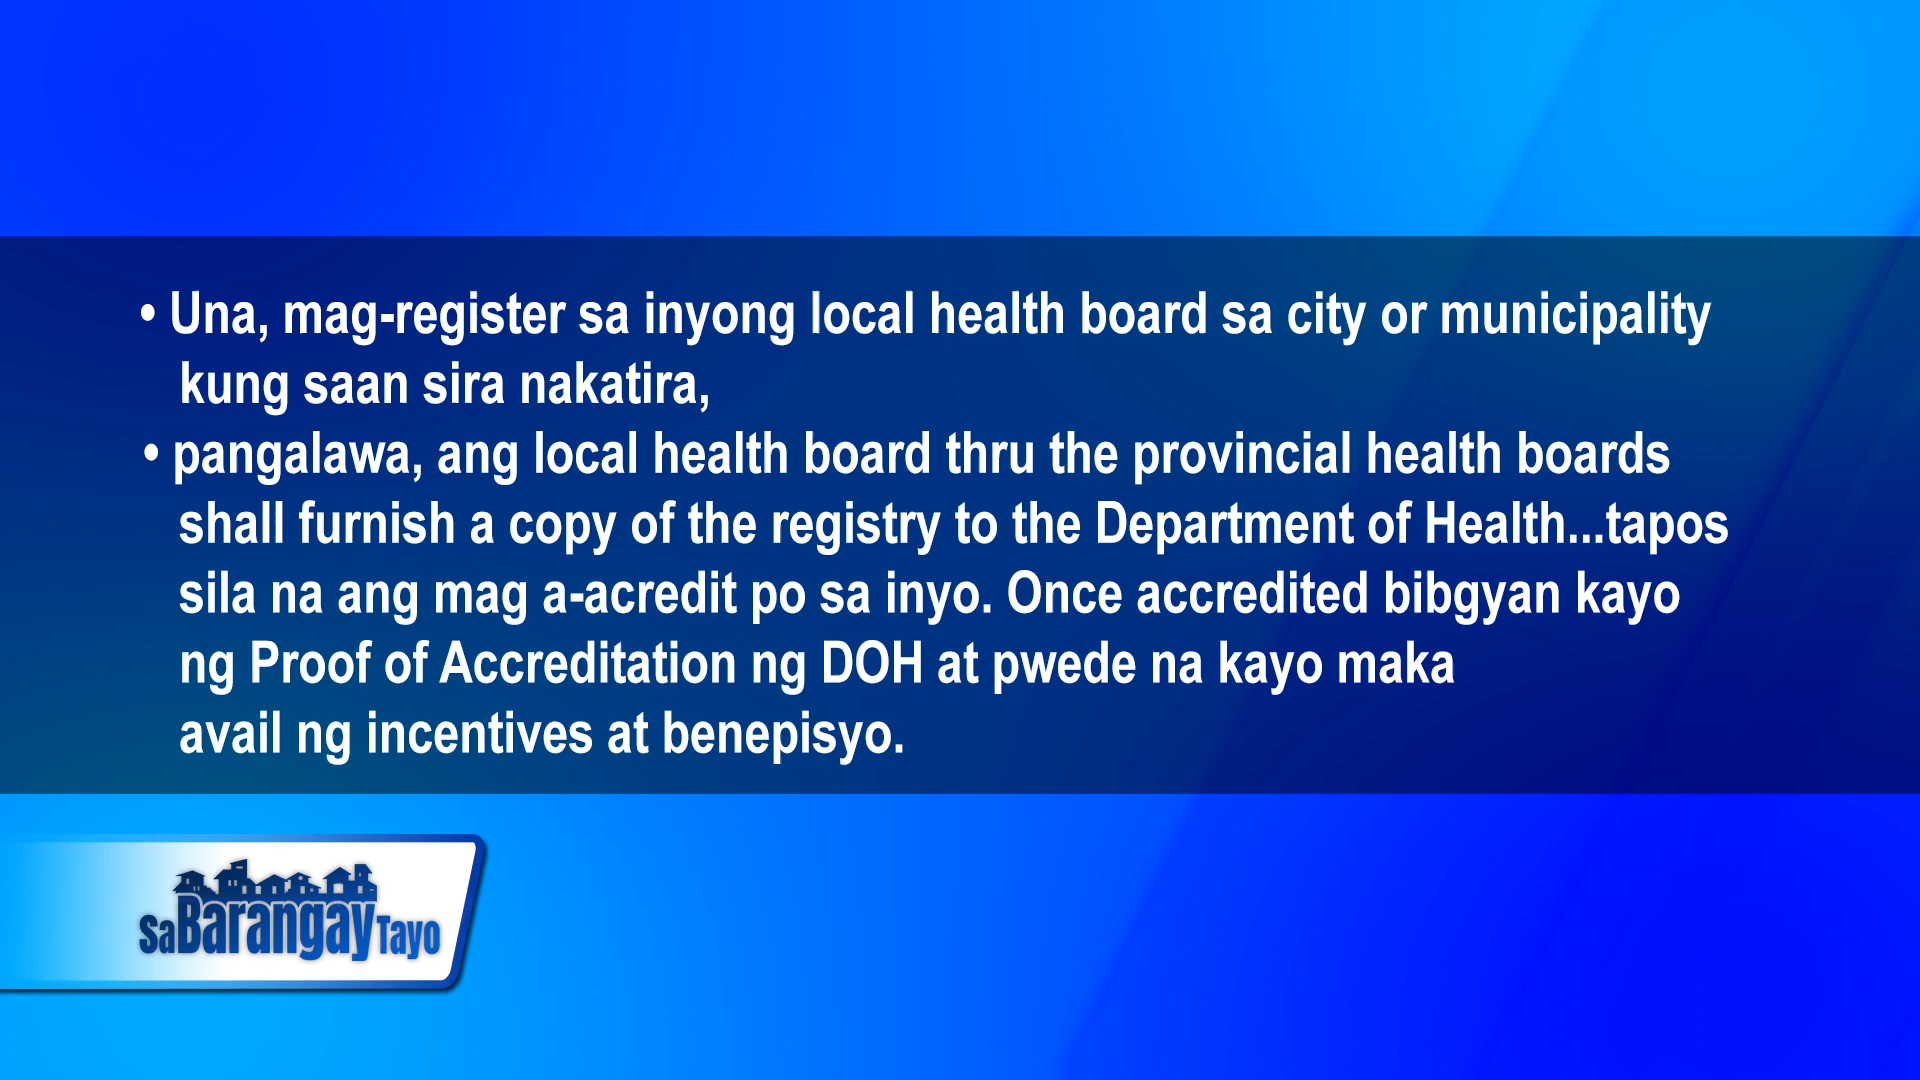 • Una, mag-register sa inyong local health board sa city or municipality
kung saan sira nakatira,
• pangalawa, ang local health board thru the provincial health boards
shall furnish a copy of the registry to the Department of Health...tapos
sila na ang mag a-acredit po sa inyo. Once accredited bibgyan kayo
ng Proof of Accreditation ng DOH at pwede na kayo maka
avail ng incentives at benepisyo.
sa Barangay Tayo